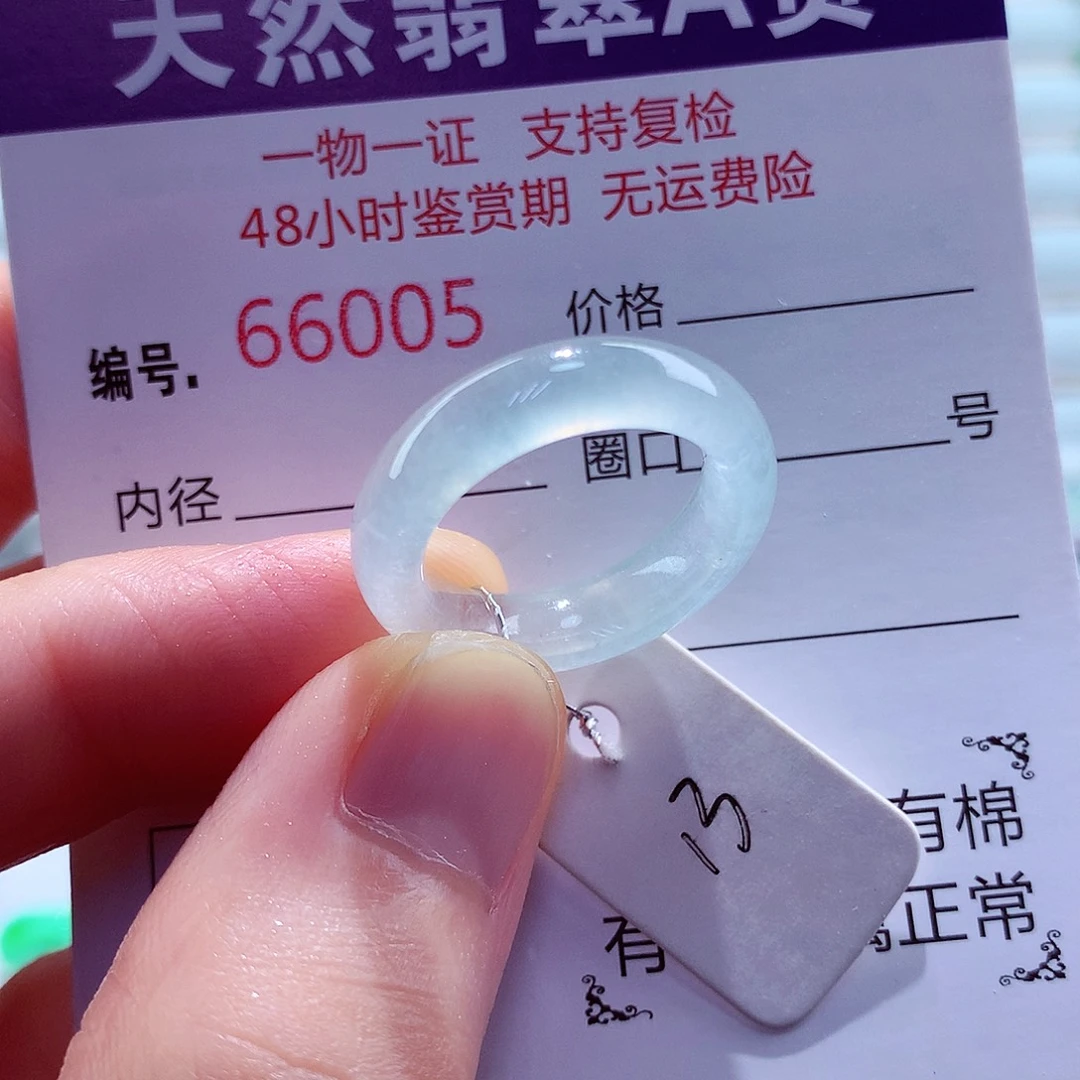 天然翡翠A货
一物一证 支持复检
48小时鉴赏期 无运费险
编号. 66005 价格
内径 圈口 号
13
有棉
有 正常